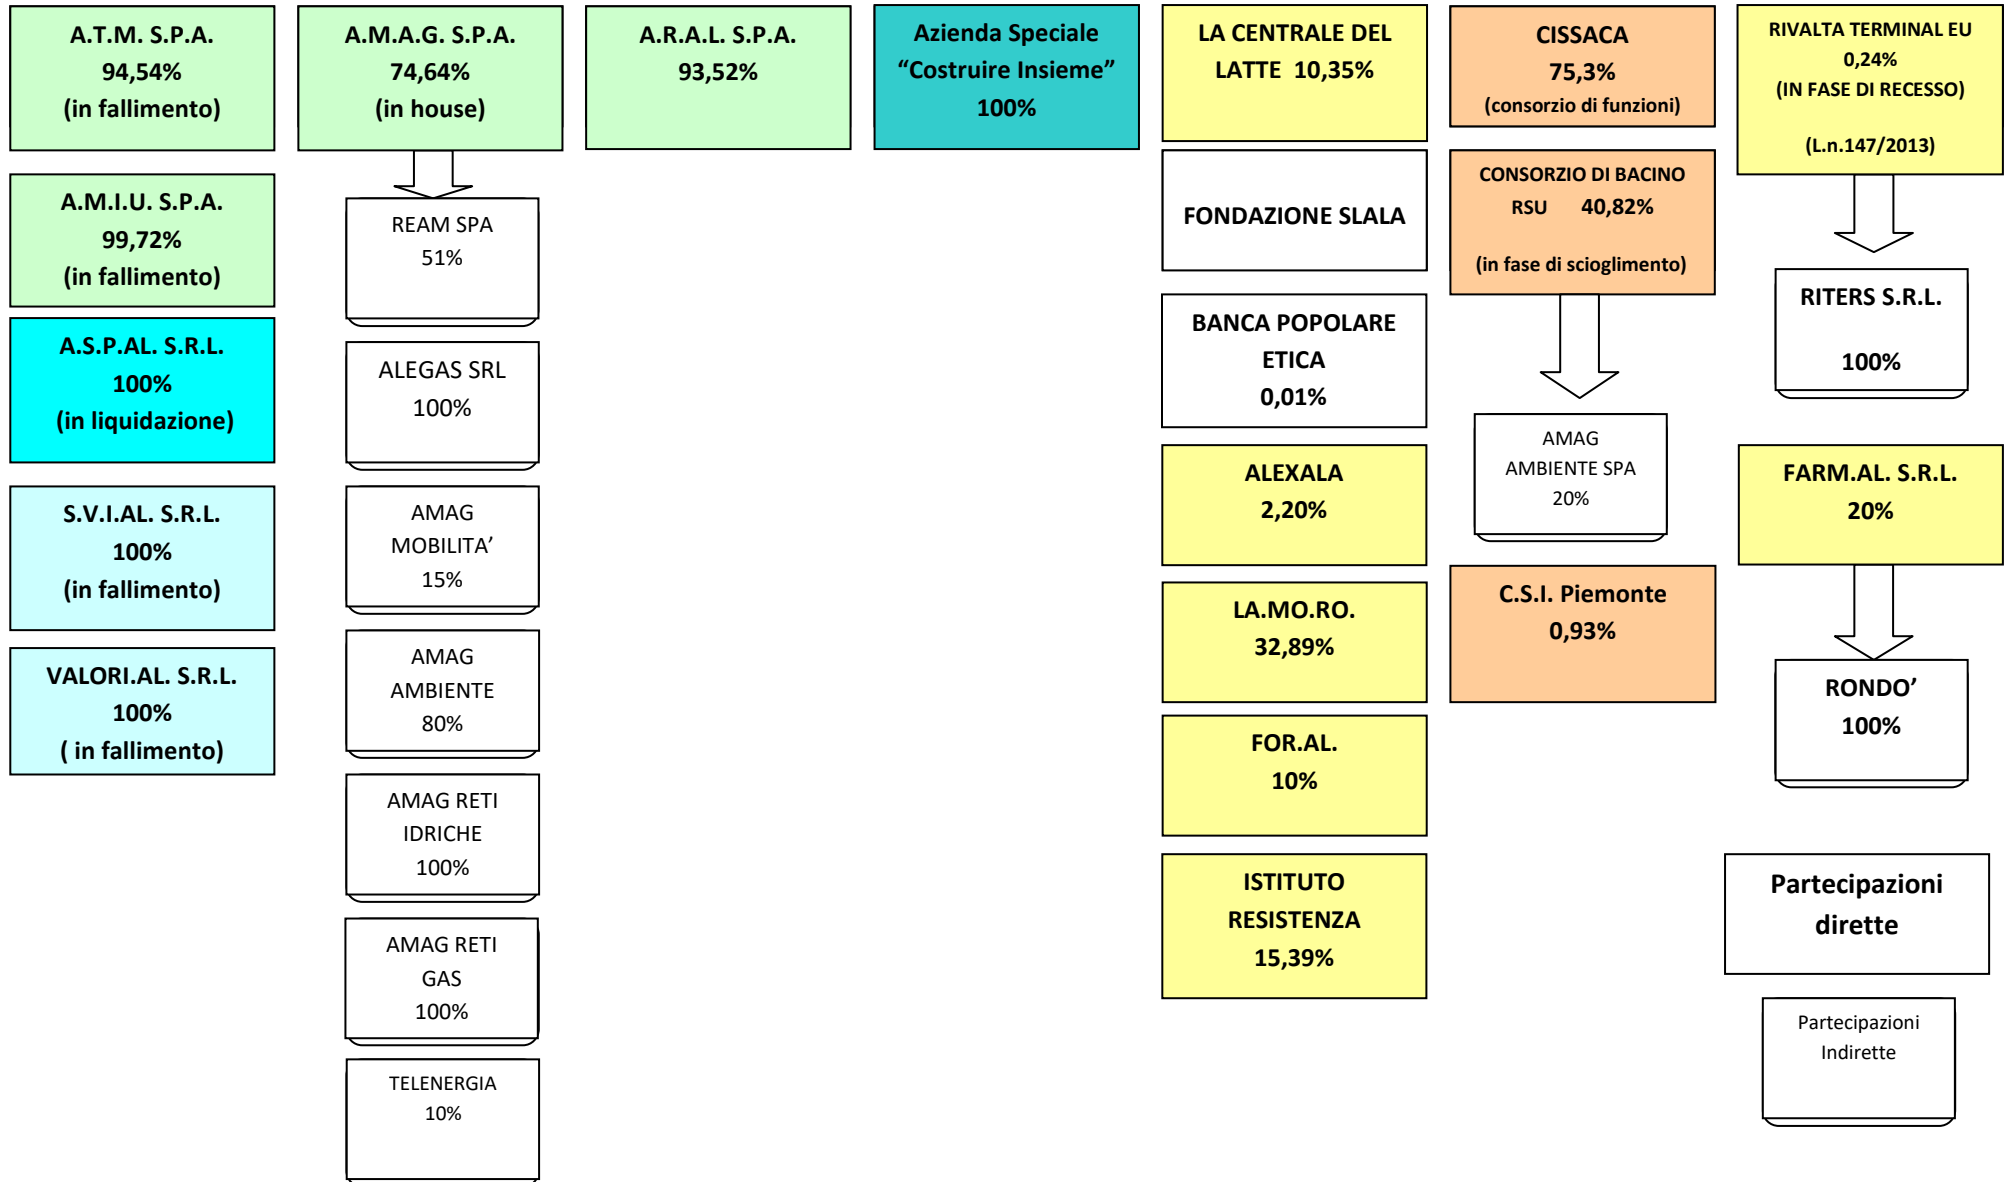 A.T.M. S.P.A.
94,54%
(in fallimento)
A.M.I.U. S.P.A.
99,72%
(in fallimento)
A.S.P.AL. S.R.L.
100%
(in liquidazione)
S.V.I.AL. S.R.L.
100%
(in fallimento)
VALORI.AL. S.R.L.
100%
( in fallimento)
A.M.A.G. S.P.A.
74,64%
(in house)
REAM SPA
51%
ALEGAS SRL
100%
AMAG
MOBILITA’
15%
AMAG
AMBIENTE
80%
AMAG RETI
IDRICHE
100%
AMAG RETI
GAS
100%
TELENERGIA
10%
A.R.A.L. S.P.A.
93,52%
Azienda Speciale
“Costruire Insieme”
100%
LA CENTRALE DEL
LATTE 10,35%
FONDAZIONE SLALA
BANCA POPOLARE
ETICA
0,01%
ALEXALA
2,20%
LA.MO.RO.
32,89%
FOR.AL.
10%
ISTITUTO
RESISTENZA
15,39%
CISSACA
75,3%
(consorzio di funzioni)
CONSORZIO DI BACINO
RSU 40,82%
(in fase di scioglimento)
AMAG
AMBIENTE SPA
20%
C.S.I. Piemonte
0,93%
RIVALTA TERMINAL EU
0,24%
(IN FASE DI RECESSO)
(L.n.147/2013)
RITERS S.R.L.
100%
FARM.AL. S.R.L.
20%
RONDO’
100%
Partecipazioni
dirette
Partecipazioni
Indirette